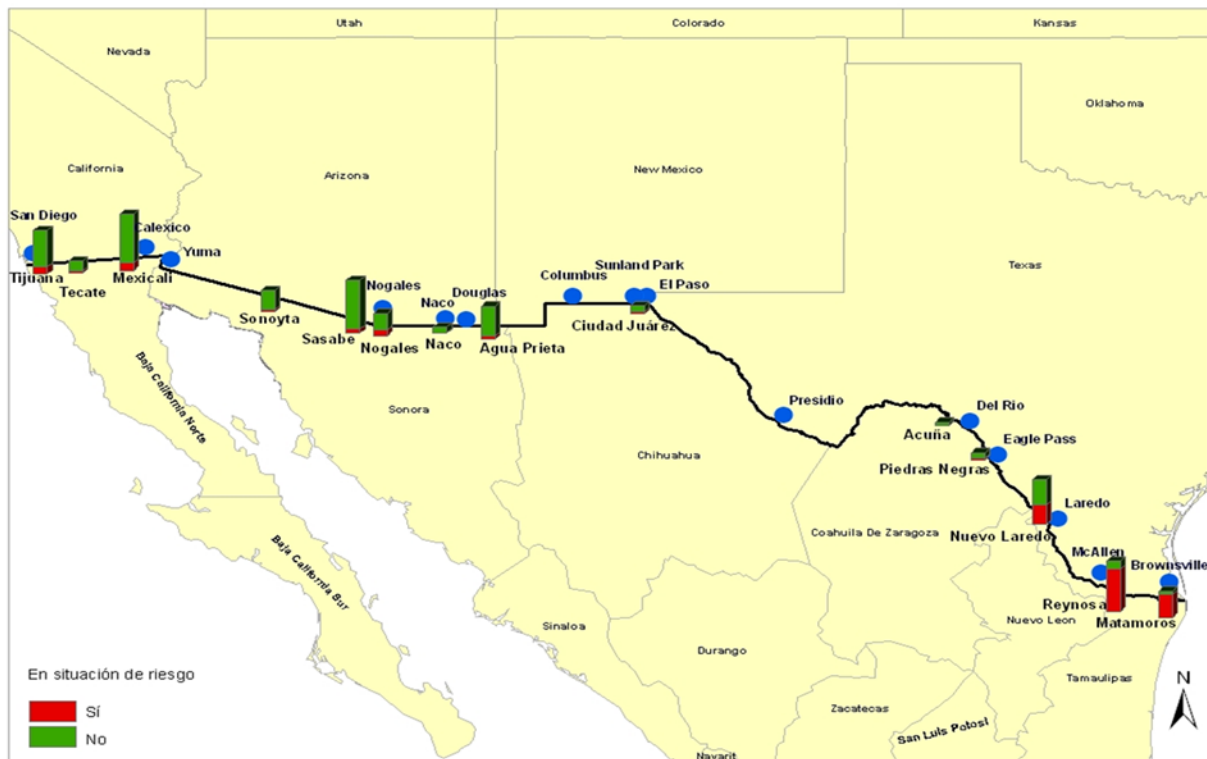 Utah
Colorado
Kansas
Nevada
Oklahoma
California
Arizona
New Mexico
San Diego
Calexico
Yuma
Texas
Tijuana
Tecate
Mexicali
Sonoyta
Sasabe
Nogales
Nogales
Naco
Naco
Douglas
Agua Prieta
Columbus
Sunland Park
El Paso
Ciudad Juárez
Baja California Norte
Sonora
Presidio
Chihuahua
Acuña
Del Rio
Piedras Negras
Eagle Pass
Coahuila De Zaragoza
Nuevo Laredo
Laredo
Baja California Sur
McAllen
Brownsville
Reynosa
Matamoros
Nuevo Leon
Sinaloa
Durango
Tamaulipas
Zacatecas
San Luis PotosI
Nayarit
N
En situación de riesgo
Sí
No